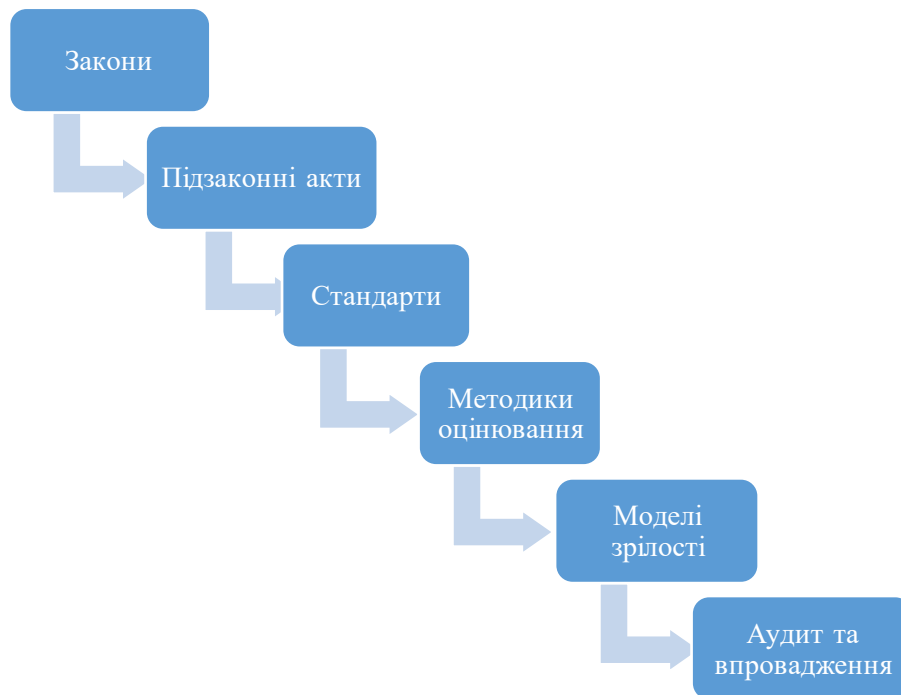 Закони
Підзаконні акти
Стандарти
Методики
оцінювання
Моделі
зрілості
Аудит та
впровадження